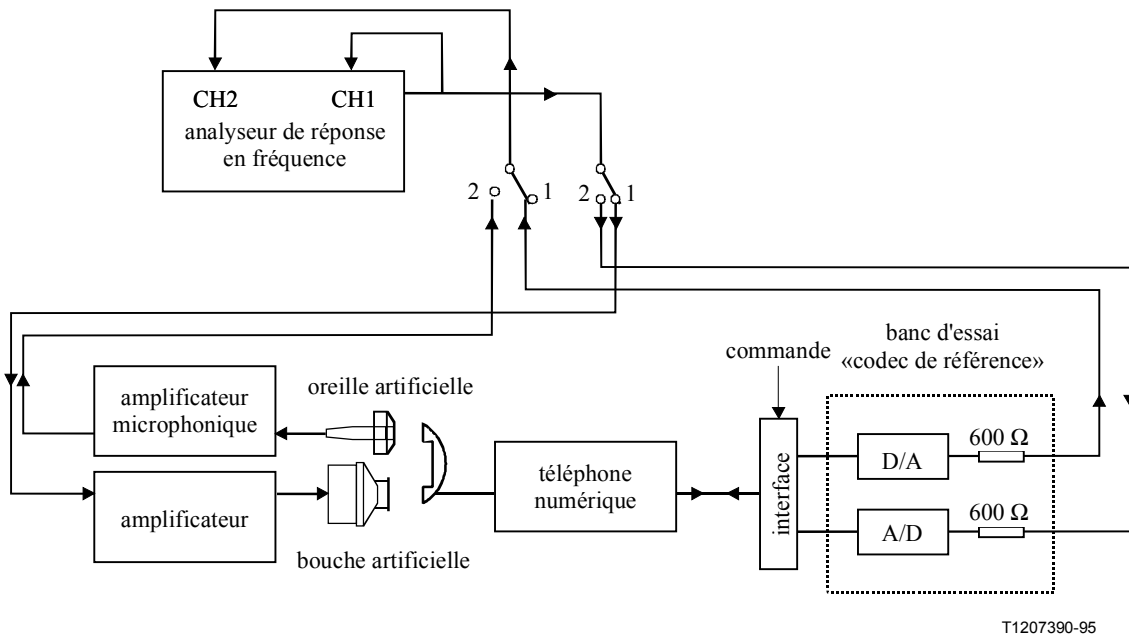 CH2
CH1
analyseur de réponse
en fréquence
2
1
2
1
banc d'essai
«codec de référence»
commande
oreille artificielle
amplificateur
microphonique
600 Ω
D/A
téléphone
numérique
interface
600 Ω
A/D
amplificateur
bouche artificielle
T1207390-95